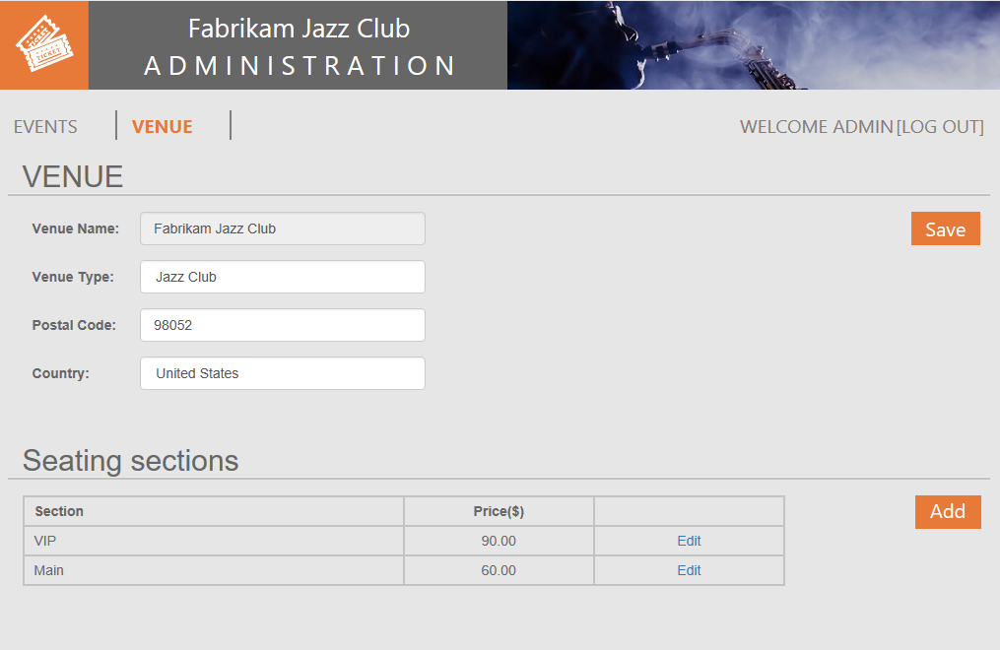 TICKET
TICKET
Fabrikam Jazz Club
ADMINISTRATION
EVENTS VENUE WELCOME ADMIN [LOG OUT]
VENUE
Venue Name: Fabrikam Jazz Club Save
Venue Type: Jazz Club
Postal Code: 98052
Country: United States
Seating sections
Section Price($) Add
VIP 90.00 Edit
Main 60.00 Edit